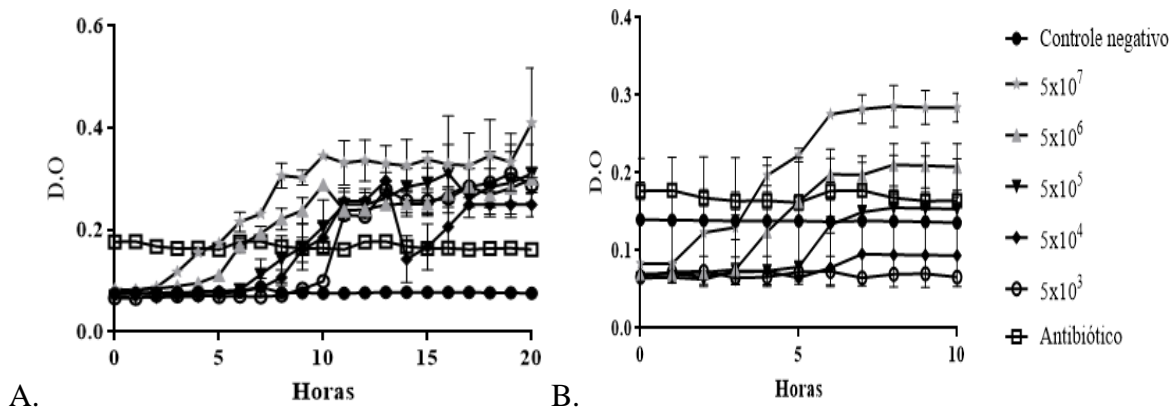 0.6
0.4
0.2
0.0
D.O
0
5
10
15
20
Horas
A.
0.4
0.3
0.2
0.1
0.0
D.O
0
5
10
Horas
B.
Controle negativo
5x10⁷
5x10⁶
5x10⁵
5x10⁴
5x10³
Antibiótico